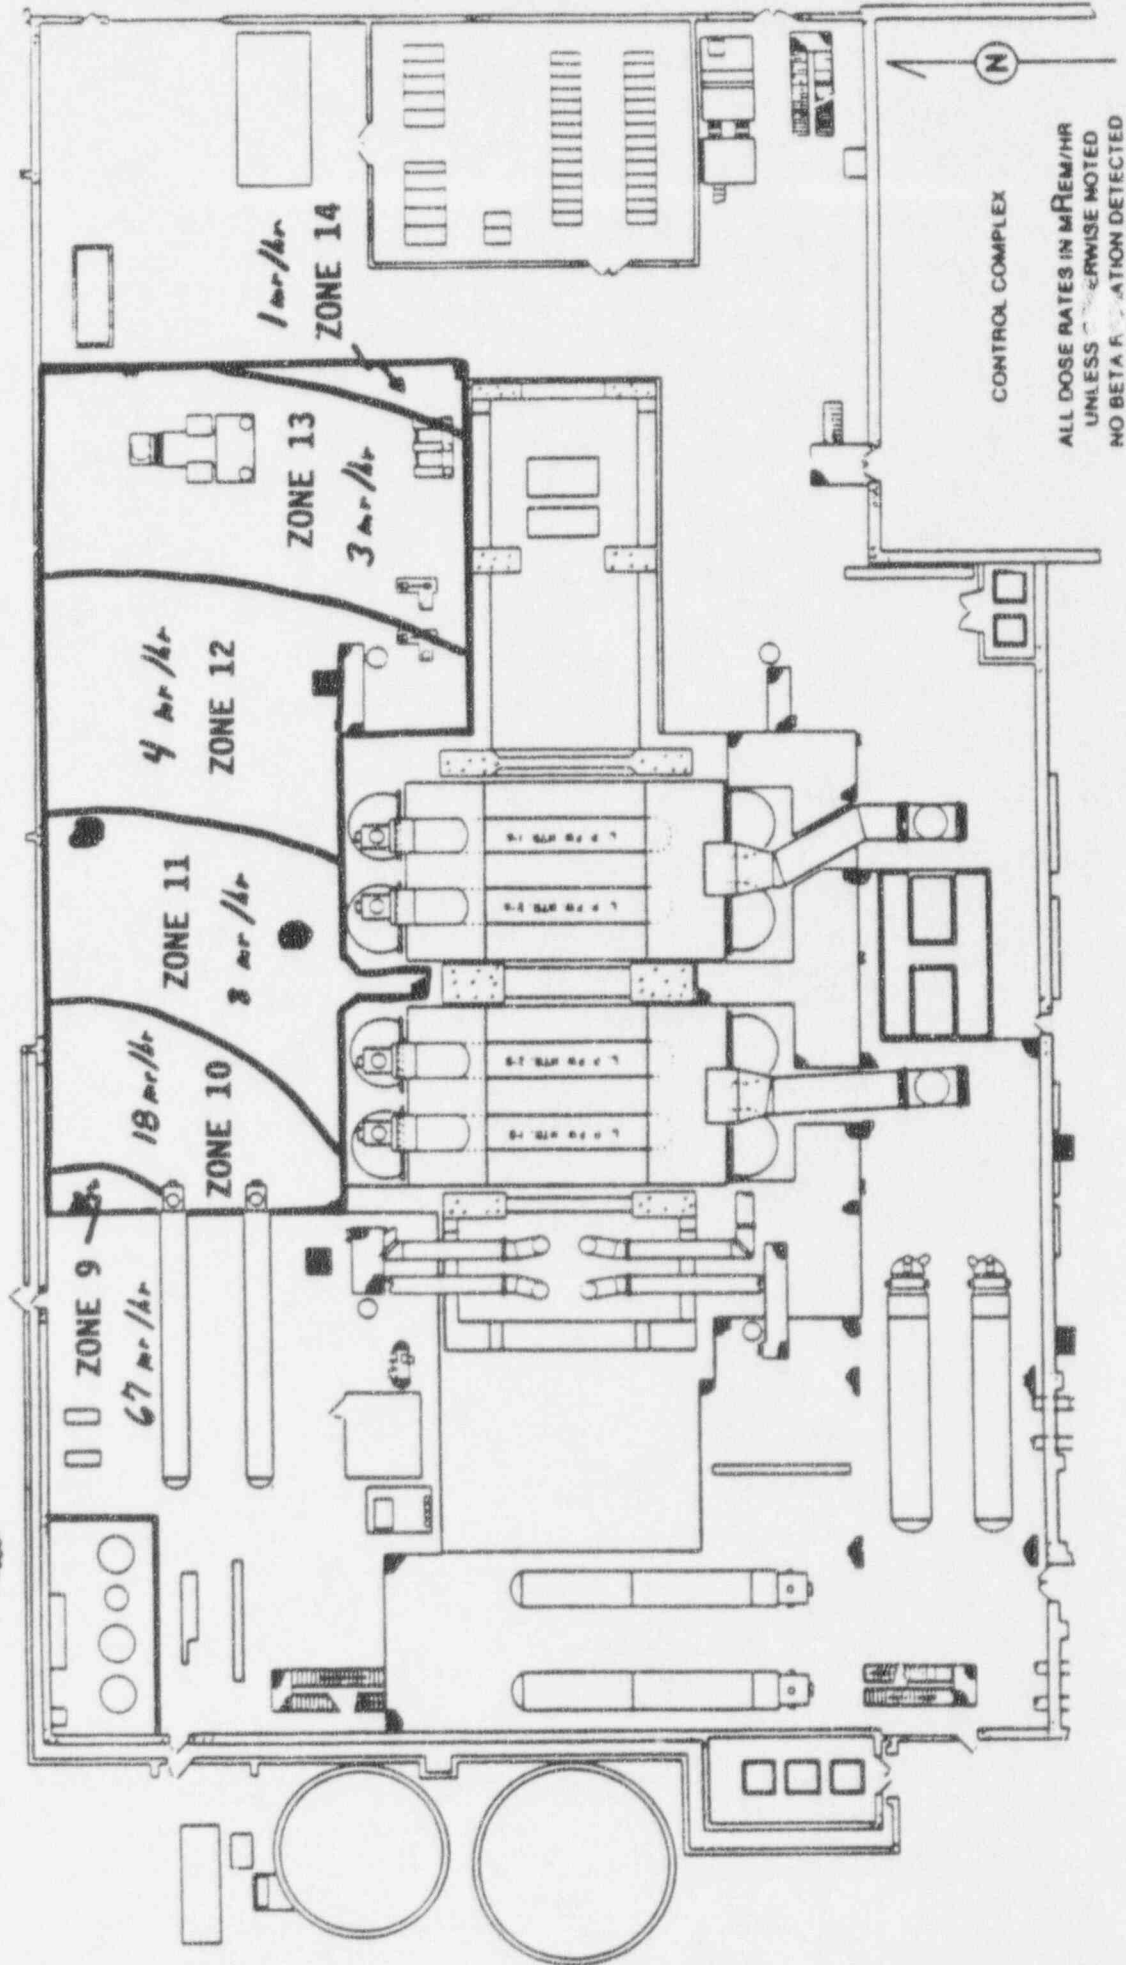 ZONE 9
67 mr/hr
18 mr/hr
ZONE 10
ZONE 11
8 mr/hr
4 mr/hr
ZONE 12
ZONE 13
3 mr/hr
1 mr/hr
ZONE 14
N
CONTROL COMPLEX
ALL DOSE RATES IN MREM/HR
UNLESS NOTED
NO BETA DETECTED